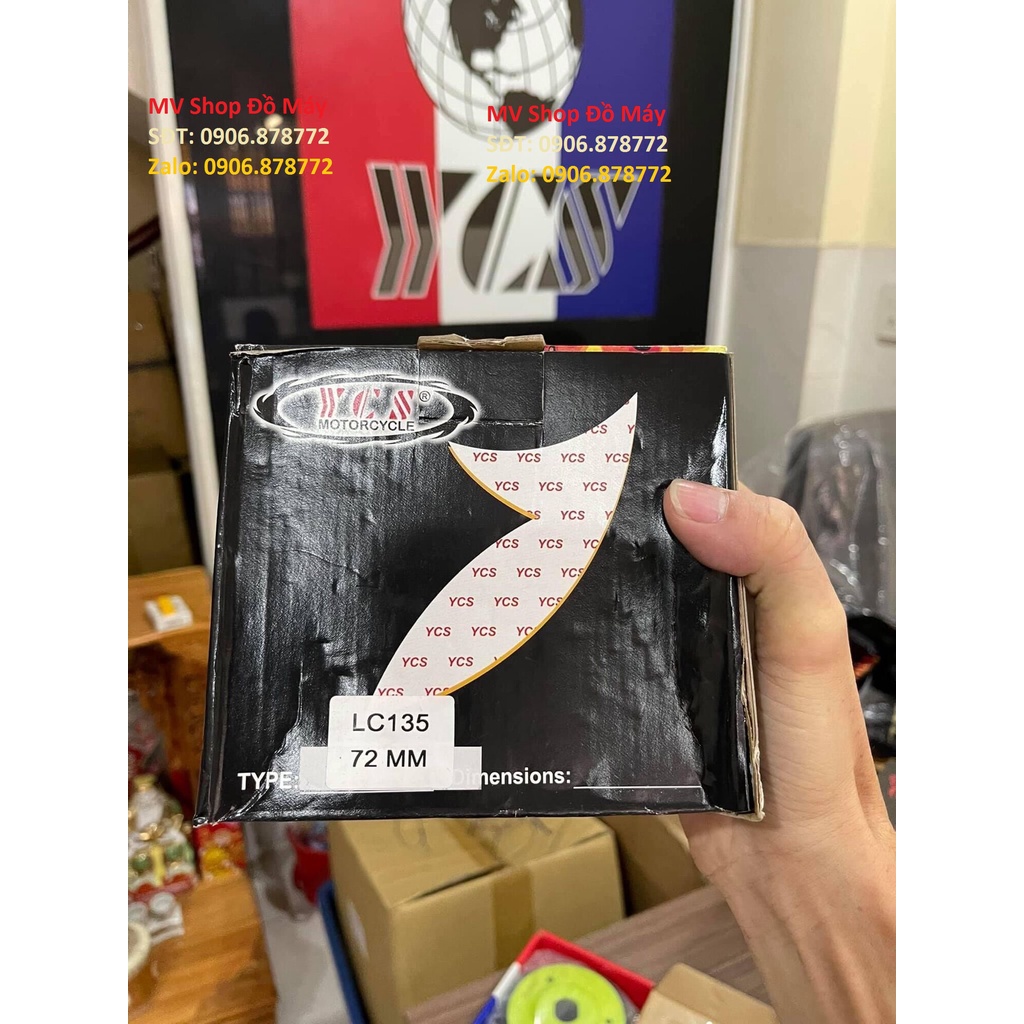 MV Shop Đồ Máy
SĐT: 0906.878772
Zalo: 0906.878772
MV Shop Đồ Máy
SĐT: 0906.878772
Zalo: 0906.878772
YCS
YCS®
MOTORCYCLE
YCS
YCS YCS YCS YCS
YCS YCS YCS
YCS
YCS YCS
YCS YCS YCS
YCS YCS YCS
YCS YCS
YCS YCS
YCS
LC135
72 MM
TYPE:
Dimensions: